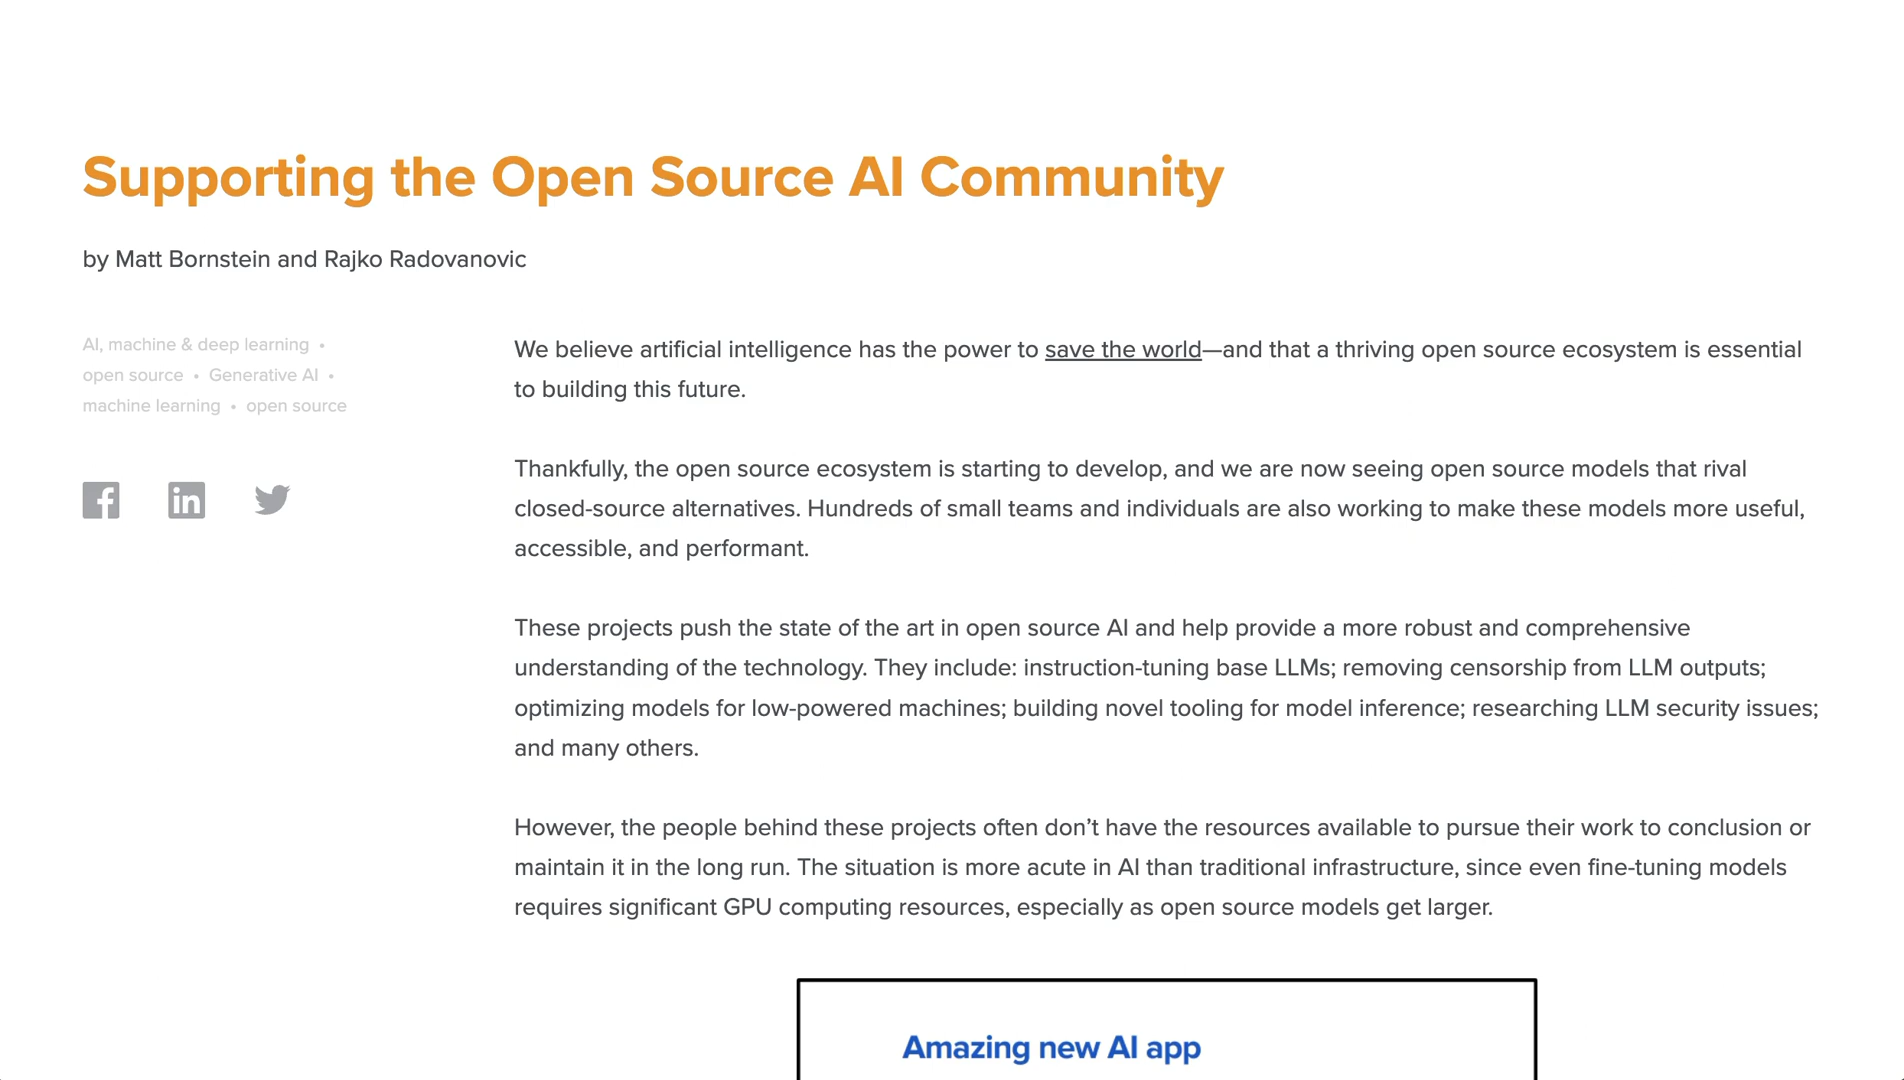 Supporting the Open Source AI Community
by Matt Bornstein and Rajko Radovanovic
AI, machine & deep learning •
open source • Generative AI •
machine learning • open source
We believe artificial intelligence has the power to save the world—and that a thriving open source ecosystem is essential
to building this future.
Thankfully, the open source ecosystem is starting to develop, and we are now seeing open source models that rival
closed-source alternatives. Hundreds of small teams and individuals are also working to make these models more useful,
accessible, and performant.
These projects push the state of the art in open source AI and help provide a more robust and comprehensive
understanding of the technology. They include: instruction-tuning base LLMs; removing censorship from LLM outputs;
optimizing models for low-powered machines; building novel tooling for model inference; researching LLM security issues;
and many others.
However, the people behind these projects often don’t have the resources available to pursue their work to conclusion or
maintain it in the long run. The situation is more acute in AI than traditional infrastructure, since even fine-tuning models
requires significant GPU computing resources, especially as open source models get larger.
Amazing new AI app